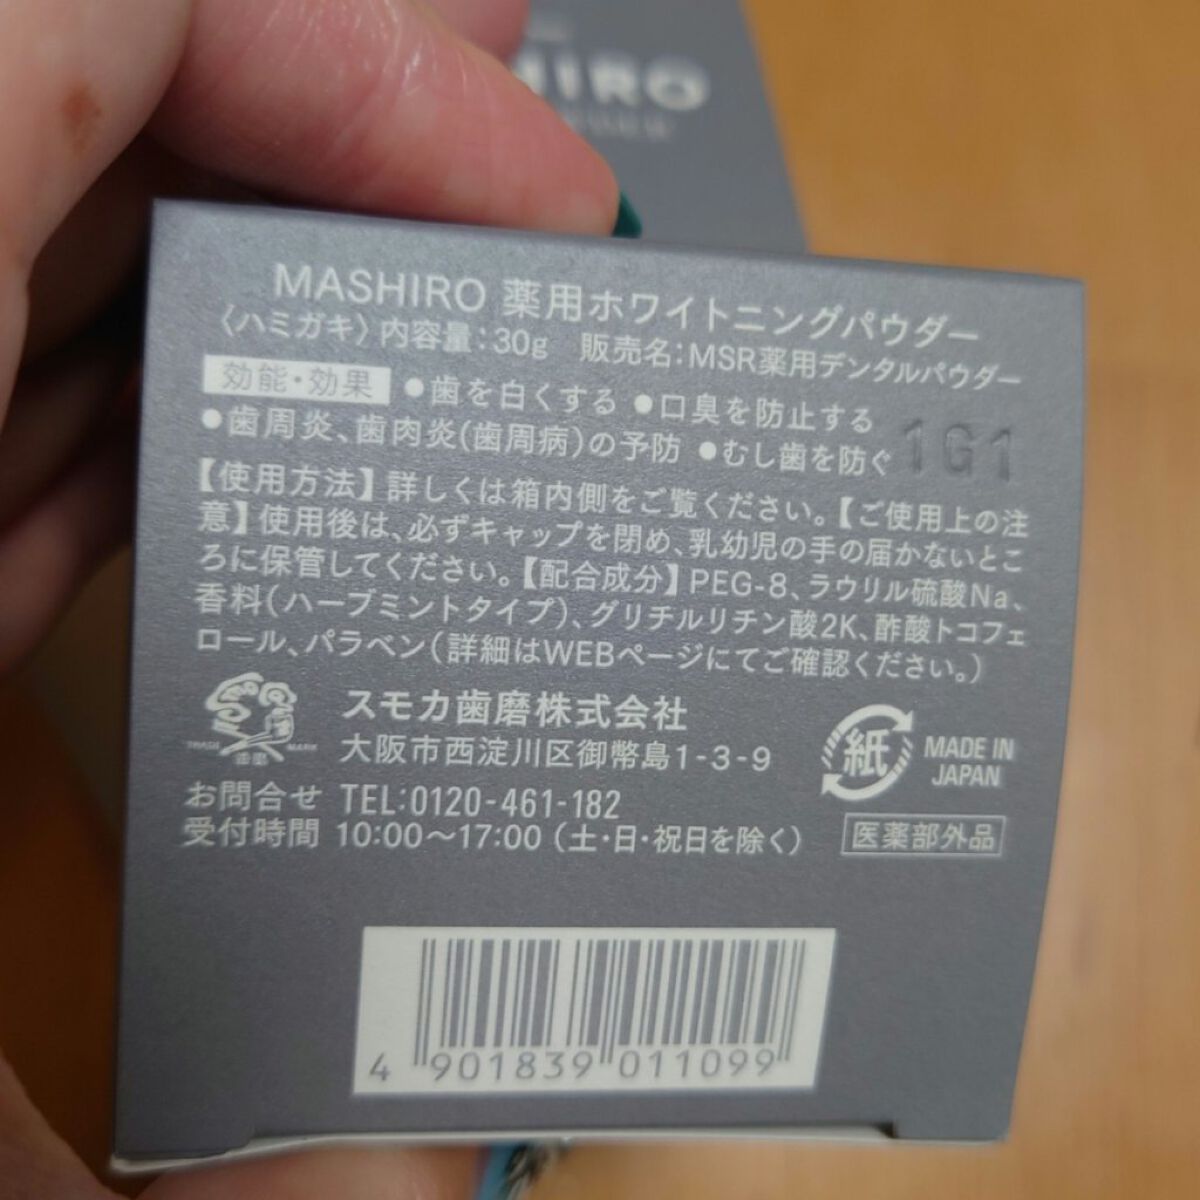 HIRO
MASHIRO 薬用ホワイトニングパウダー
〈ハミガキ〉内容量:30g 販売名:MSR薬用デンタルパウダー
効能・効果 ●歯を白くする ●口臭を防止する
●歯周炎、歯肉炎(歯周病)の予防 ●むし歯を防ぐ
1G1
【使用方法】詳しくは箱内側をご覧ください。【ご使用上の注
意】使用後は、必ずキャップを閉め、乳幼児の手の届かないとこ
ろに保管してください。【配合成分】PEG-8、ラウリル硫酸Na、
香料(ハーブミントタイプ)、グリチルリチン酸2K、酢酸トコフェ
ロール、パラベン(詳細はWEBページにてご確認ください。)
TRADE MARK
歯磨
スモカ歯磨株式会社
大阪市西淀川区御幣島1-3-9
紙
MADE IN
JAPAN
お問合せ TEL:0120-461-182
受付時間 10:00〜17:00 (土・日・祝日を除く)
医薬部外品
4 901839 011099